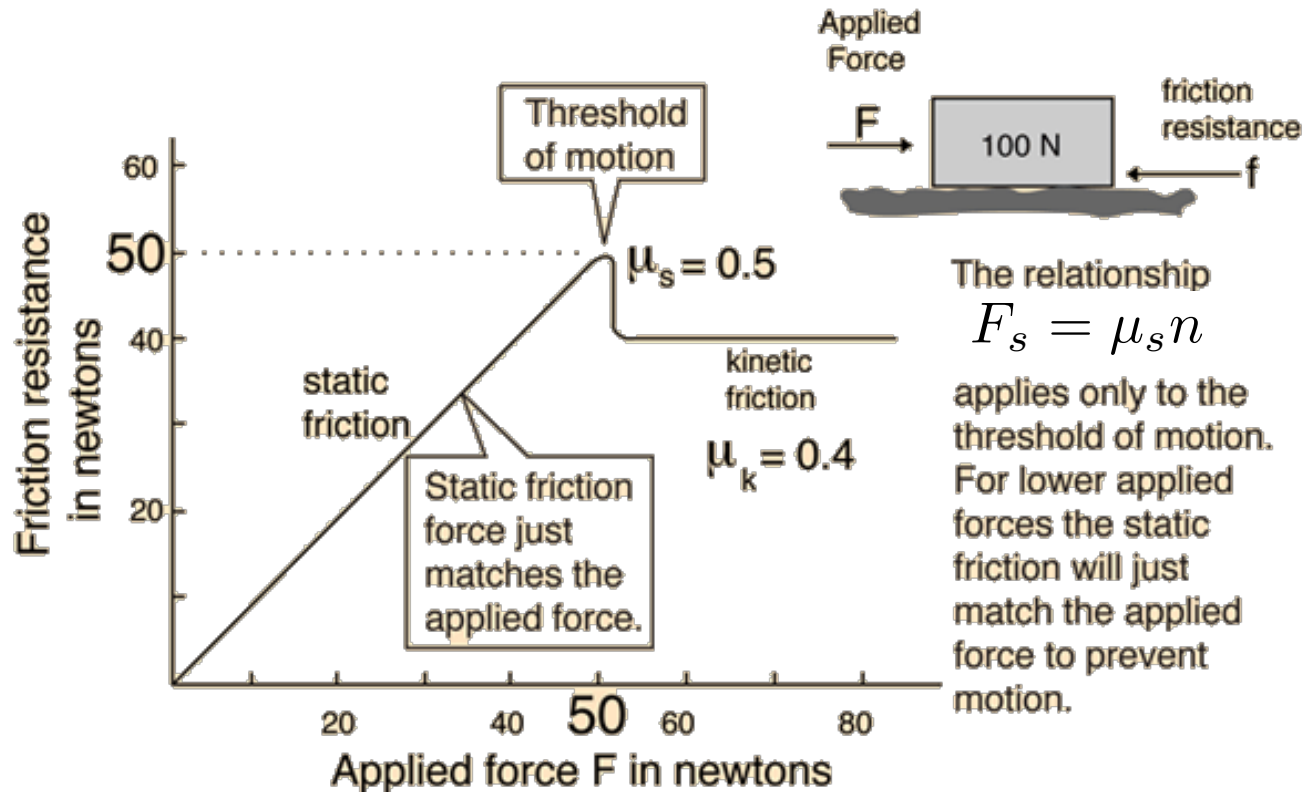 Applied
Force
F
100 N
friction
resistance
f
Threshold
of motion
60
50
40
20
Friction resistance
in newtons
μs = 0.5
static
friction
kinetic
friction
μk = 0.4
Static friction
force just
matches the
applied force.
20
40
50
60
80
Applied force F in newtons
The relationship
Fs = μsn
applies only to the
threshold of motion.
For lower applied
forces the static
friction will just
match the applied
force to prevent
motion.